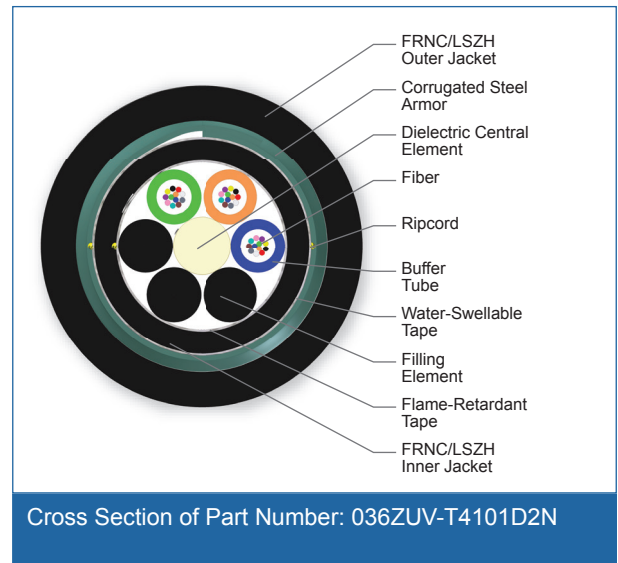 FRNC/LSZH
Outer Jacket
Corrugated Steel
Armor
Dielectric Central
Element
Fiber
Ripcord
Buffer
Tube
Water-Swellable
Tape
Filling
Element
Flame-Retardant
Tape
FRNC/LSZH
Inner Jacket
Cross Section of Part Number: 036ZUV-T4101D2N